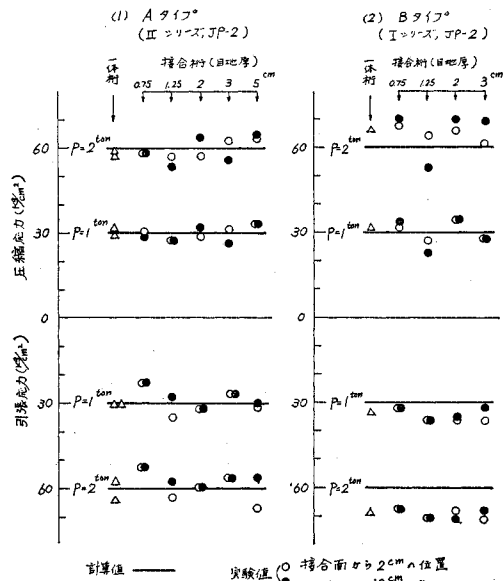 (1) Aタイプ
(IIシリーズ, JP-2)
一体桁
接合桁(目地厚)
0.75 1.25 2 3 5 cm
圧縮応力 (kg/cm²)
60
P=2ton
30
P=1ton
0
引張応力 (kg/cm²)
30
P=1ton
60
P=2ton
(2) Bタイプ
(Iシリーズ, JP-2)
一体桁
接合桁(目地厚)
0.75 1.25 2 3 cm
60
P=2ton
30
P=1ton
0
30
P=1ton
60
P=2ton
計算値
実験値
○ 接合面から2cmの位置